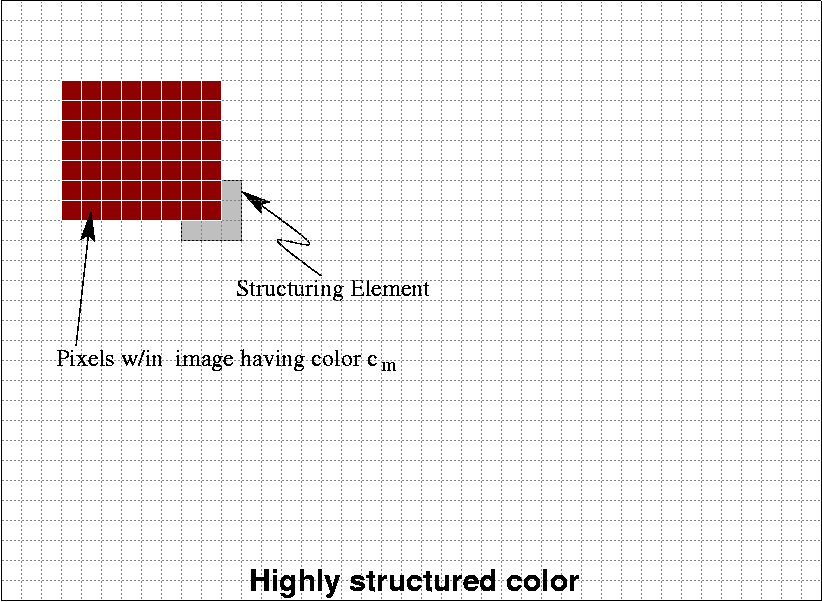 Structuring Element
Pixels w/in image having color c m
Highly structured color